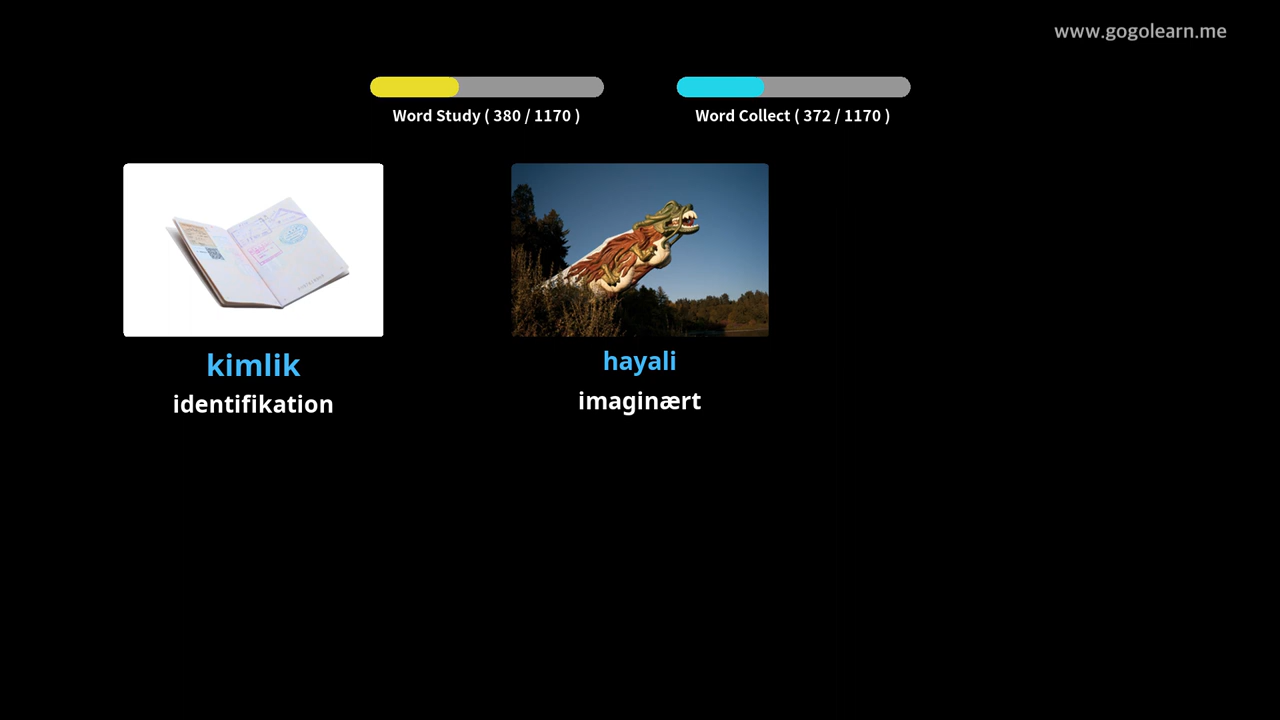 www.gogolearn.me
Word Study ( 380 / 1170 )
Word Collect ( 372 / 1170 )
kimlik
identifikation
hayali
imaginært